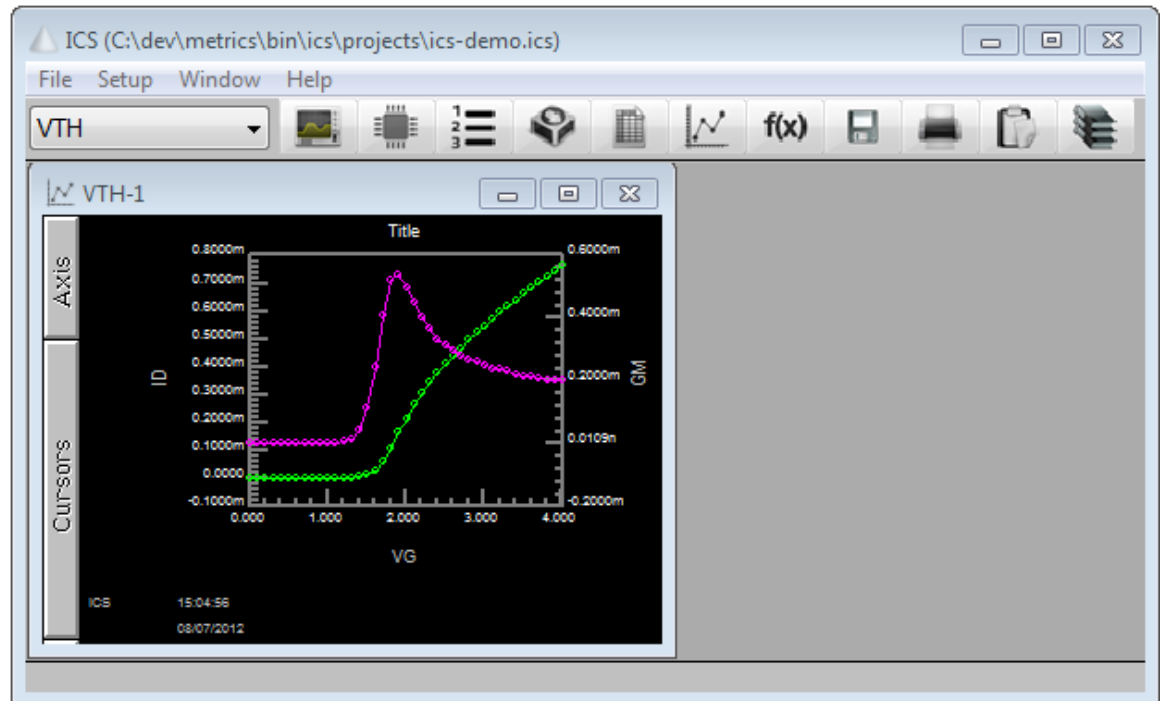 ICS (C:\dev\metrics\bin\ics\projects\ics-demo.ics)
File Setup Window Help
VTH
1
2
3
f(x)
VTH-1
Axis
Cursors
Title
0.8000m
0.7000m
0.6000m
0.5000m
0.4000m
0.3000m
0.2000m
0.1000m
0.0000
-0.1000m
ID
0.6000m
0.4000m
0.2000m
0.0109n
-0.2000m
GM
0.000 1.000 2.000 3.000 4.000
VG
ICS 15:04:56
08/07/2012